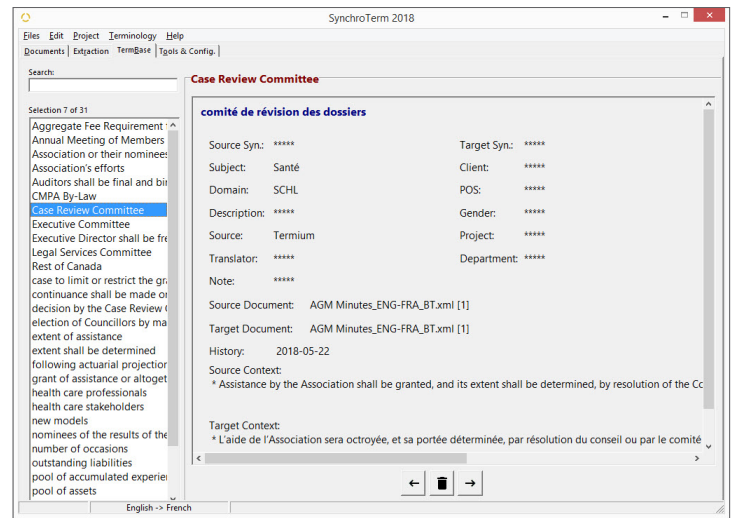 SynchroTerm 2018
Files Edit Project Terminology Help
Documents Extraction TermBase Tools & Config.
Search:
Selection 7 of 31
Aggregate Fee Requirement
Annual Meeting of Members
Association or their nominees
Association's efforts
Auditors shall be final and bin
CMPA By-Law
Case Review Committee
Executive Committee
Executive Director shall be fre
Legal Services Committee
Rest of Canada
case to limit or restrict the gra
continuance shall be made or
decision by the Case Review
election of Councillors by ma
extent of assistance
extent shall be determined
following actuarial projection
grant of assistance or altoget
health care professionals
health care stakeholders
new models
nominees of the results of the
number of occasions
outstanding liabilities
pool of accumulated experie
pool of assets
Case Review Committee
comité de révision des dossiers
Source Syn.: ***** Target Syn.: *****
Subject: Santé Client: *****
Domain: SCHL POS: *****
Description: ***** Gender: *****
Source: Termium Project: *****
Translator: ***** Department: *****
Note: *****
Source Document: AGM Minutes_ENG-FRA_BT.xml [1]
Target Document: AGM Minutes_ENG-FRA_BT.xml [1]
History: 2018-05-22
Source Context:
* Assistance by the Association shall be granted, and its extent shall be determined, by resolution of the Co
Target Context:
* L'aide de l'Association sera octroyée, et sa portée déterminée, par résolution du conseil ou par le comité
English -> French